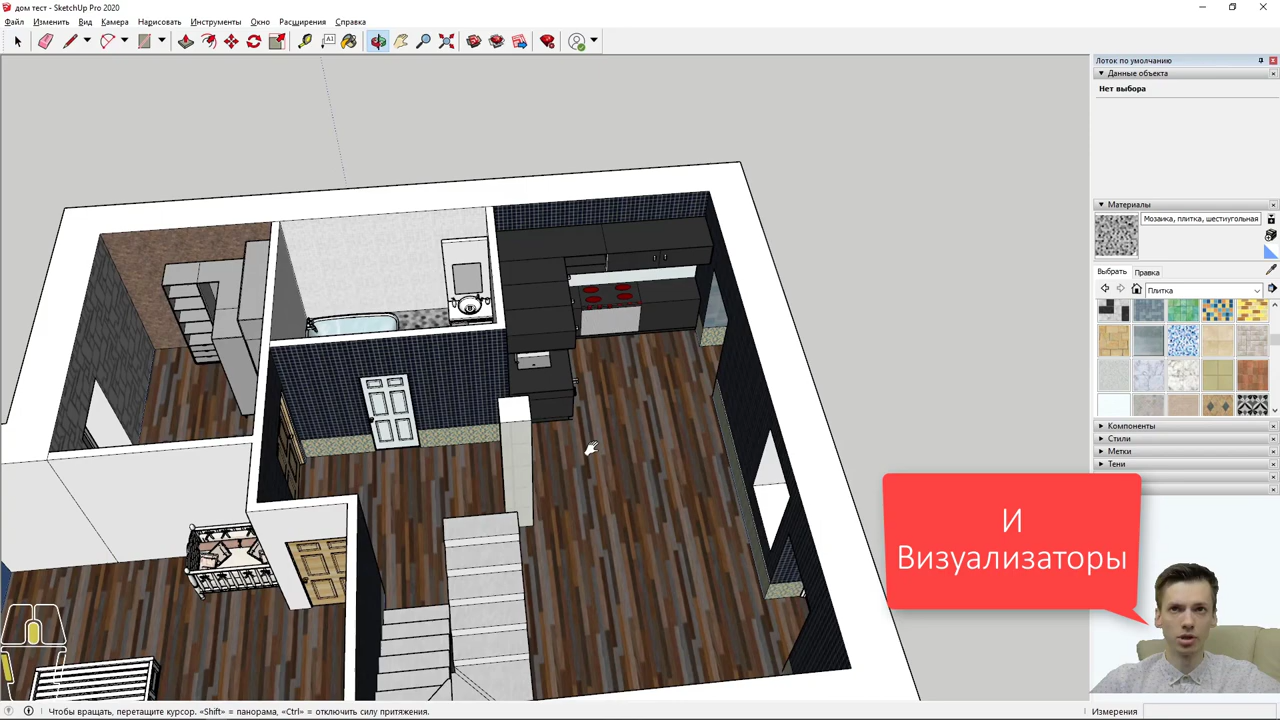 дом тест - SketchUp Pro 2020
Файл Изменить Вид Камера Нарисовать Инструменты Окно Расширения Справка
Лоток по умолчанию
Данные объекта
Нет выбора
Материалы
Мозаика, плитка, шестиугольная
Выбрать Правка
Плитка
Компоненты
Стили
Метки
Тени
И
Визуализаторы
Чтобы вращать, перетащите курсор. «Shift» = панорама, «Ctrl» = отключить силу притяжения.
Измерения